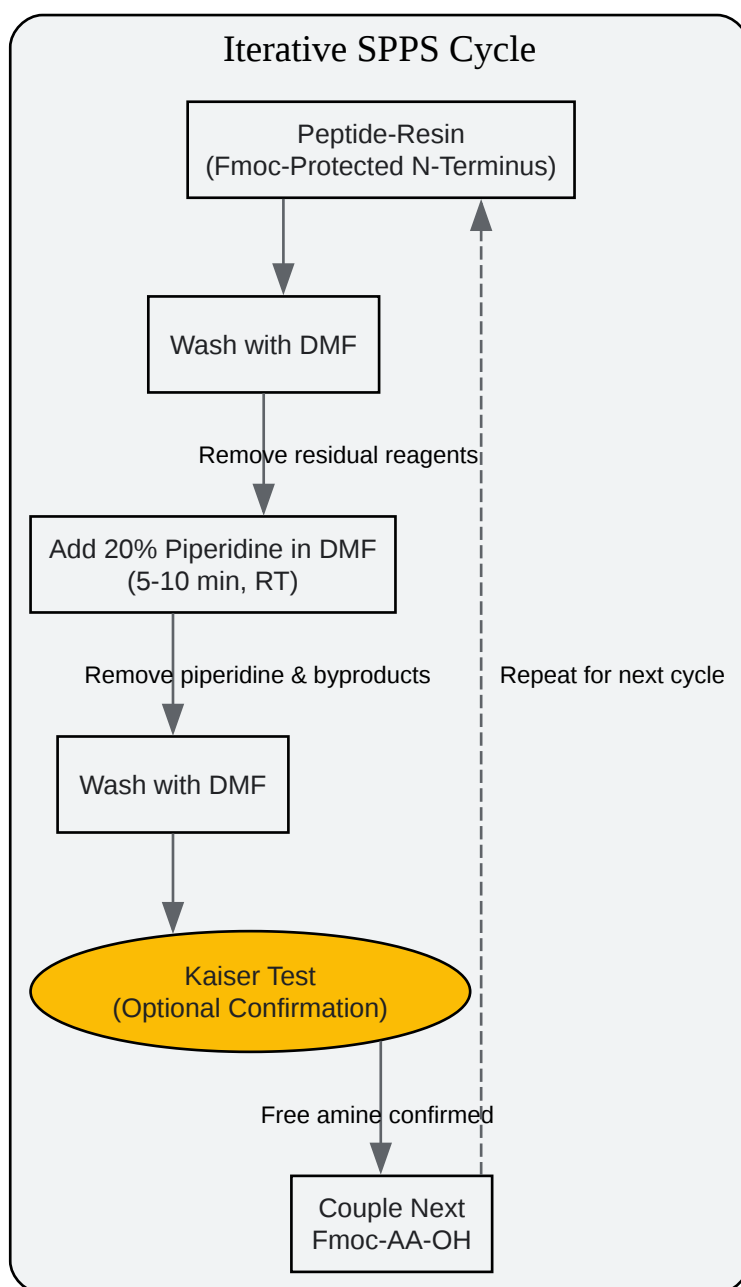 Iterative SPPS Cycle
Peptide-Resin
(Fmoc-Protected N-Terminus)
Wash with DMF
Remove residual reagents
Add 20% Piperidine in DMF
(5-10 min, RT)
Remove piperidine & byproducts
Repeat for next cycle
Wash with DMF
Kaiser Test
(Optional Confirmation)
Free amine confirmed
Couple Next
Fmoc-AA-OH